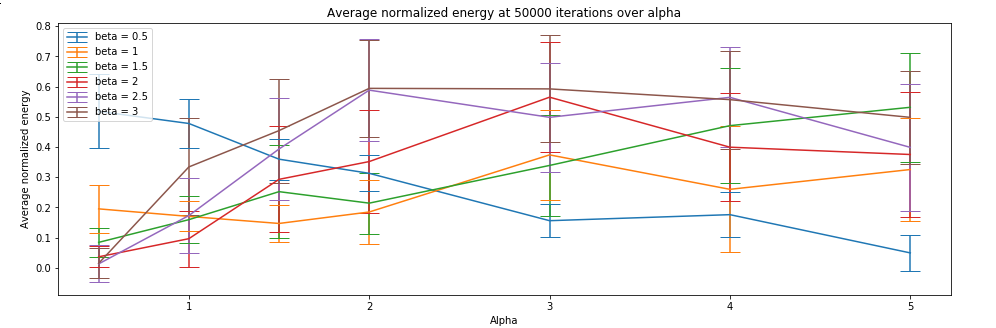 Average normalized energy at 50000 iterations over alpha
Average normalized energy
0.8
0.7
0.6
0.5
0.4
0.3
0.2
0.1
0.0
beta = 0.5
beta = 1
beta = 1.5
beta = 2
beta = 2.5
beta = 3
1
2
3
4
5
Alpha